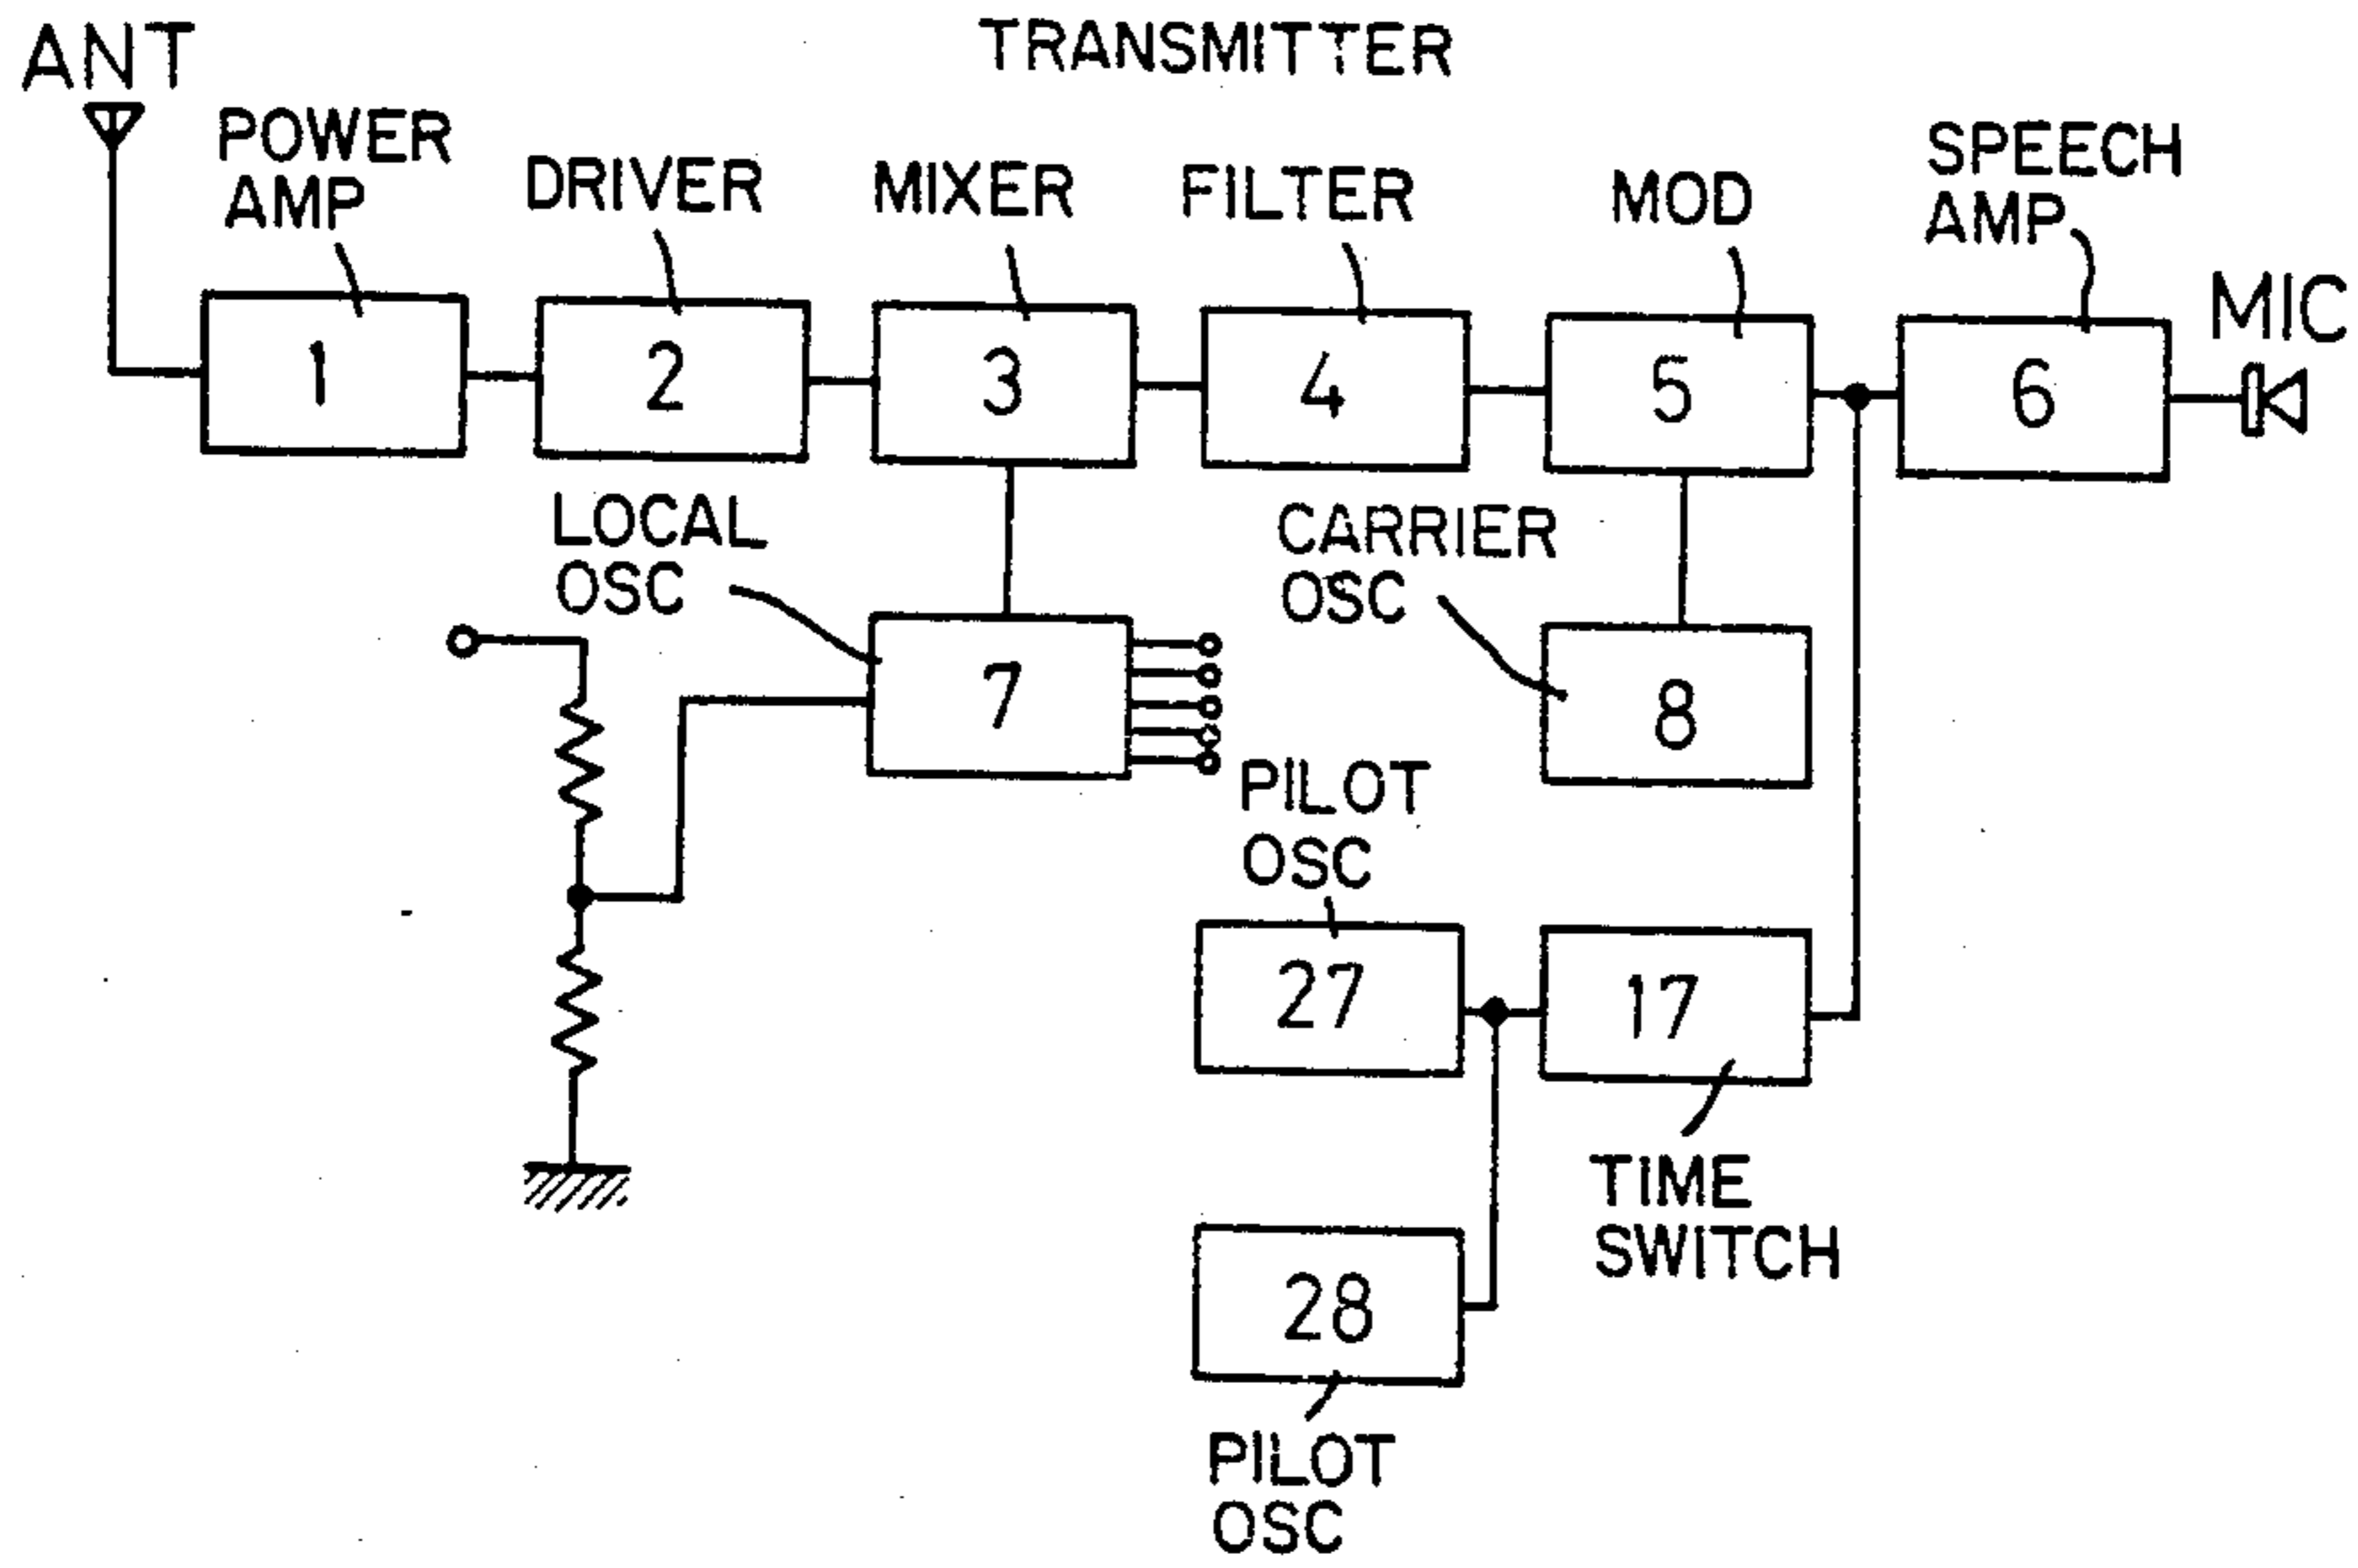 TRANSMITTER
ANT
POWER
AMP
DRIVER
MIXER
FILTER
MOD
SPEECH
AMP
MIC
1
2
3
4
5
6
LOCAL
OSC
7
CARRIER
OSC
8
PILOT
OSC
27
17
TIME
SWITCH
28
PILOT
OSC